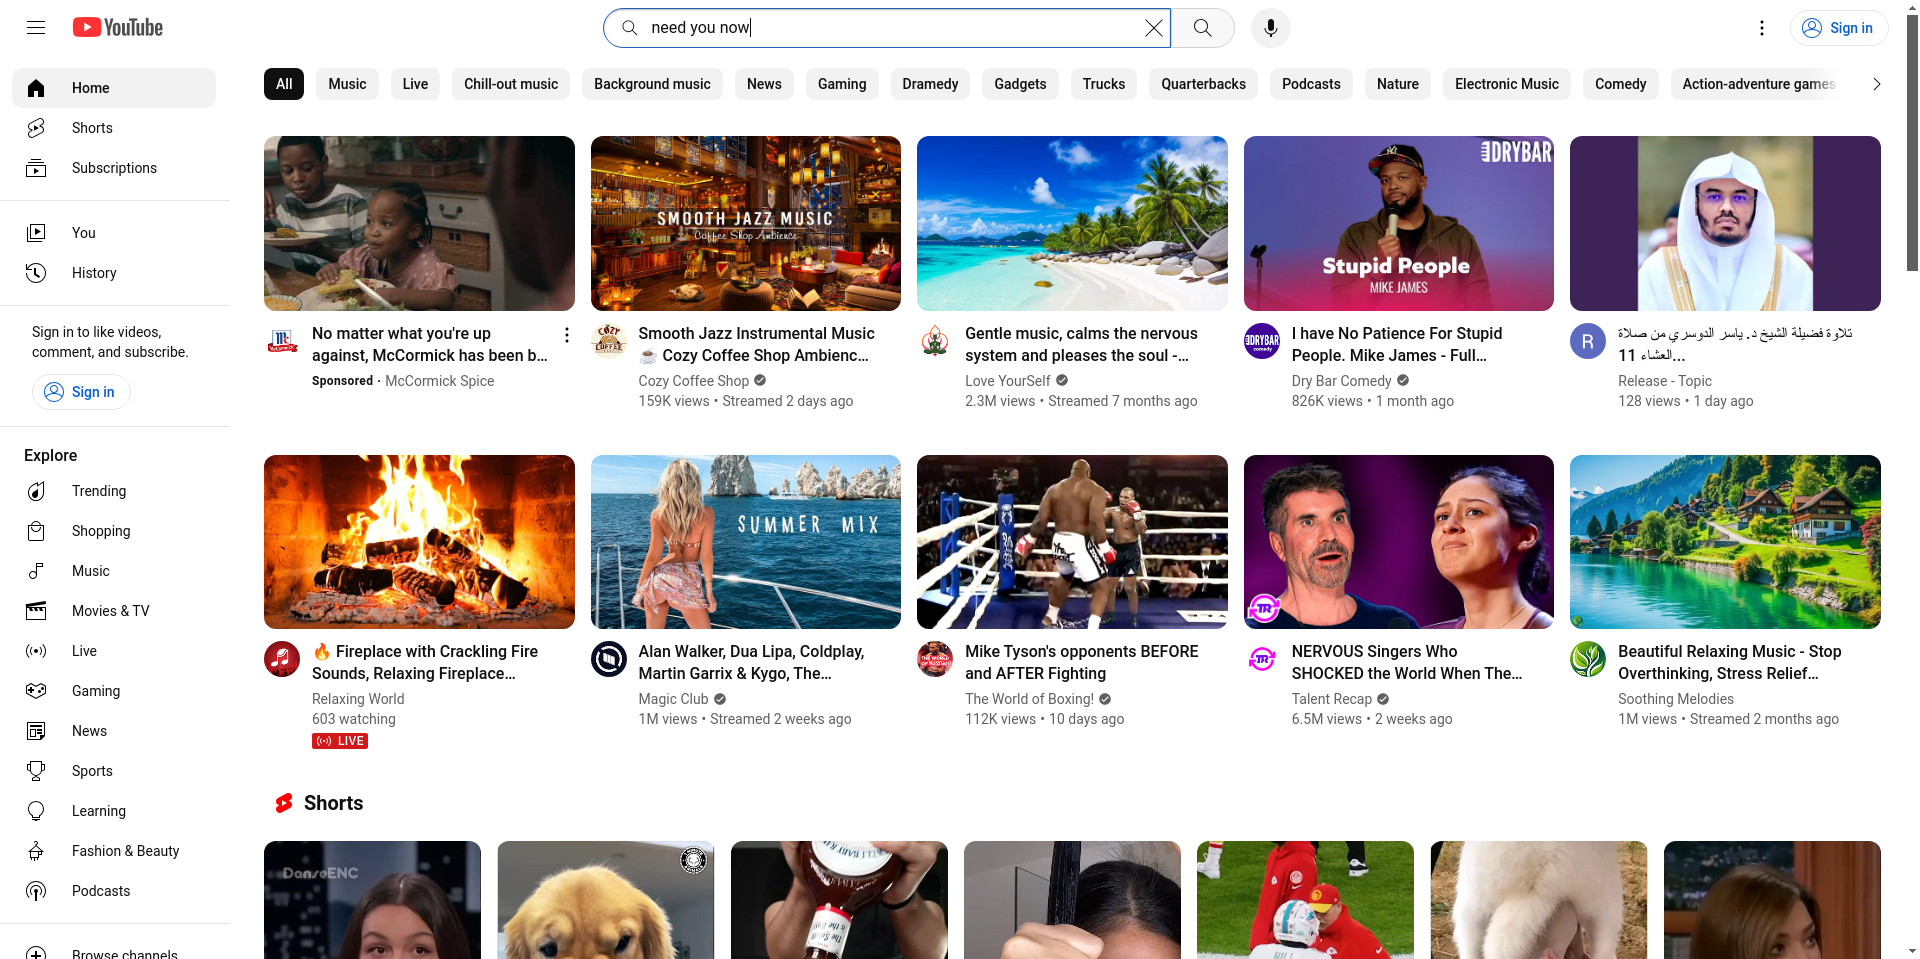 YouTube
need you now
Sign in
Home
Shorts
Subscriptions
You
History
Sign in to like videos,
comment, and subscribe.
Sign in
Explore
Trending
Shopping
Music
Movies & TV
Live
Gaming
News
Sports
Learning
Fashion & Beauty
Podcasts
Browse channels
All
Music
Live
Chill-out music
Background music
News
Gaming
Dramedy
Gadgets
Trucks
Quarterbacks
Podcasts
Nature
Electronic Music
Comedy
Action-adventure games
No matter what you're up
against, McCormick has been b...
Sponsored · McCormick Spice
SMOOTH JAZZ MUSIC
Coffee Shop Ambience
Smooth Jazz Instrumental Music
☕ Cozy Coffee Shop Ambienc...
Cozy Coffee Shop
159K views • Streamed 2 days ago
Gentle music, calms the nervous
system and pleases the soul -...
Love YourSelf
2.3M views • Streamed 7 months ago
DRYBAR
Stupid People
MIKE JAMES
DRYBAR
comedy
I have No Patience For Stupid
People. Mike James - Full...
Dry Bar Comedy
826K views • 1 month ago
R
تلاوة فضيلة الشيخ د. ياسر الدوسري من صلاة
العشاء 11...
Release - Topic
128 views • 1 day ago
🔥 Fireplace with Crackling Fire
Sounds, Relaxing Fireplace...
Relaxing World
603 watching
LIVE
SUMMER MIX
Alan Walker, Dua Lipa, Coldplay,
Martin Garrix & Kygo, The...
Magic Club
1M views • Streamed 2 weeks ago
Mike Tyson's opponents BEFORE
and AFTER Fighting
The World of Boxing!
112K views • 10 days ago
TR
TR
NERVOUS Singers Who
SHOCKED the World When The...
Talent Recap
6.5M views • 2 weeks ago
Beautiful Relaxing Music - Stop
Overthinking, Stress Relief...
Soothing Melodies
1M views • Streamed 2 months ago
Shorts
DanseENC